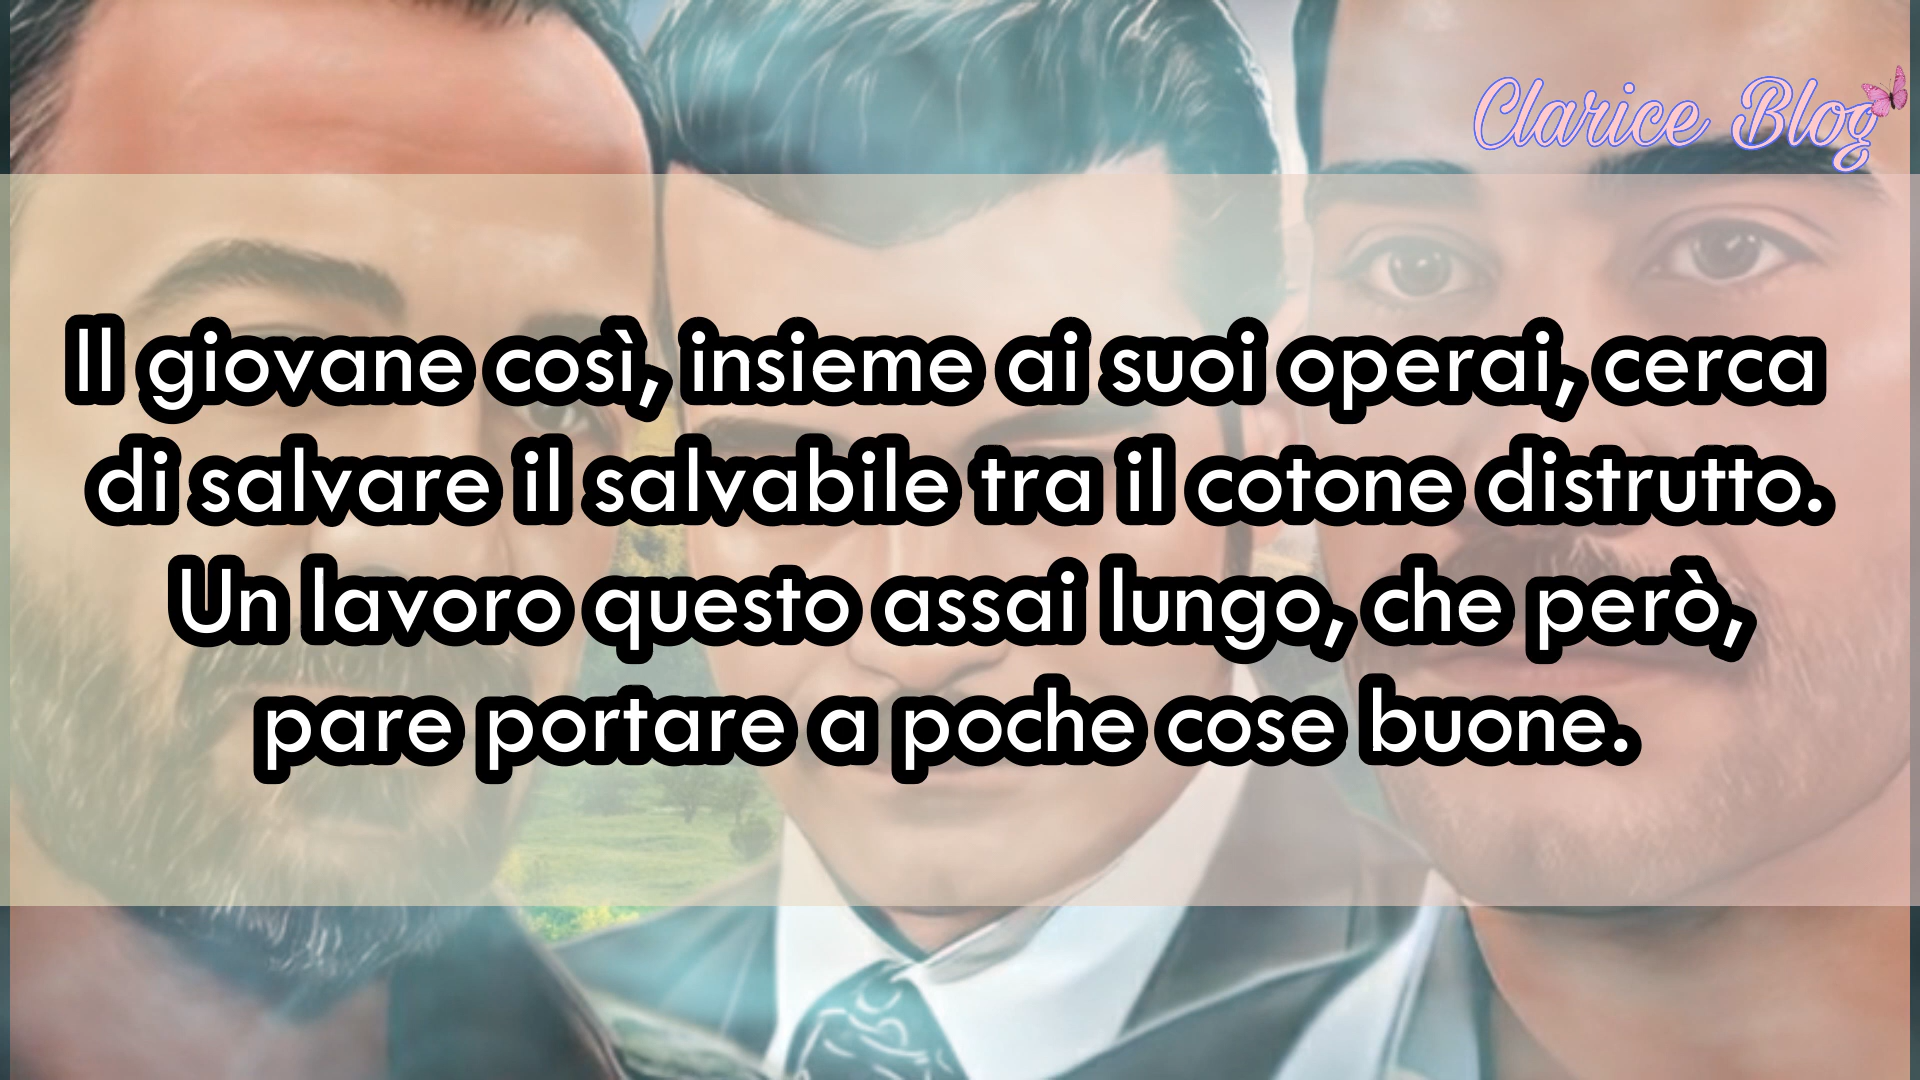 Clarice Blog
Il giovane così, insieme ai suoi operai, cerca
di salvare il salvabile tra il cotone distrutto.
Un lavoro questo assai lungo, che però,
pare portare a poche cose buone.